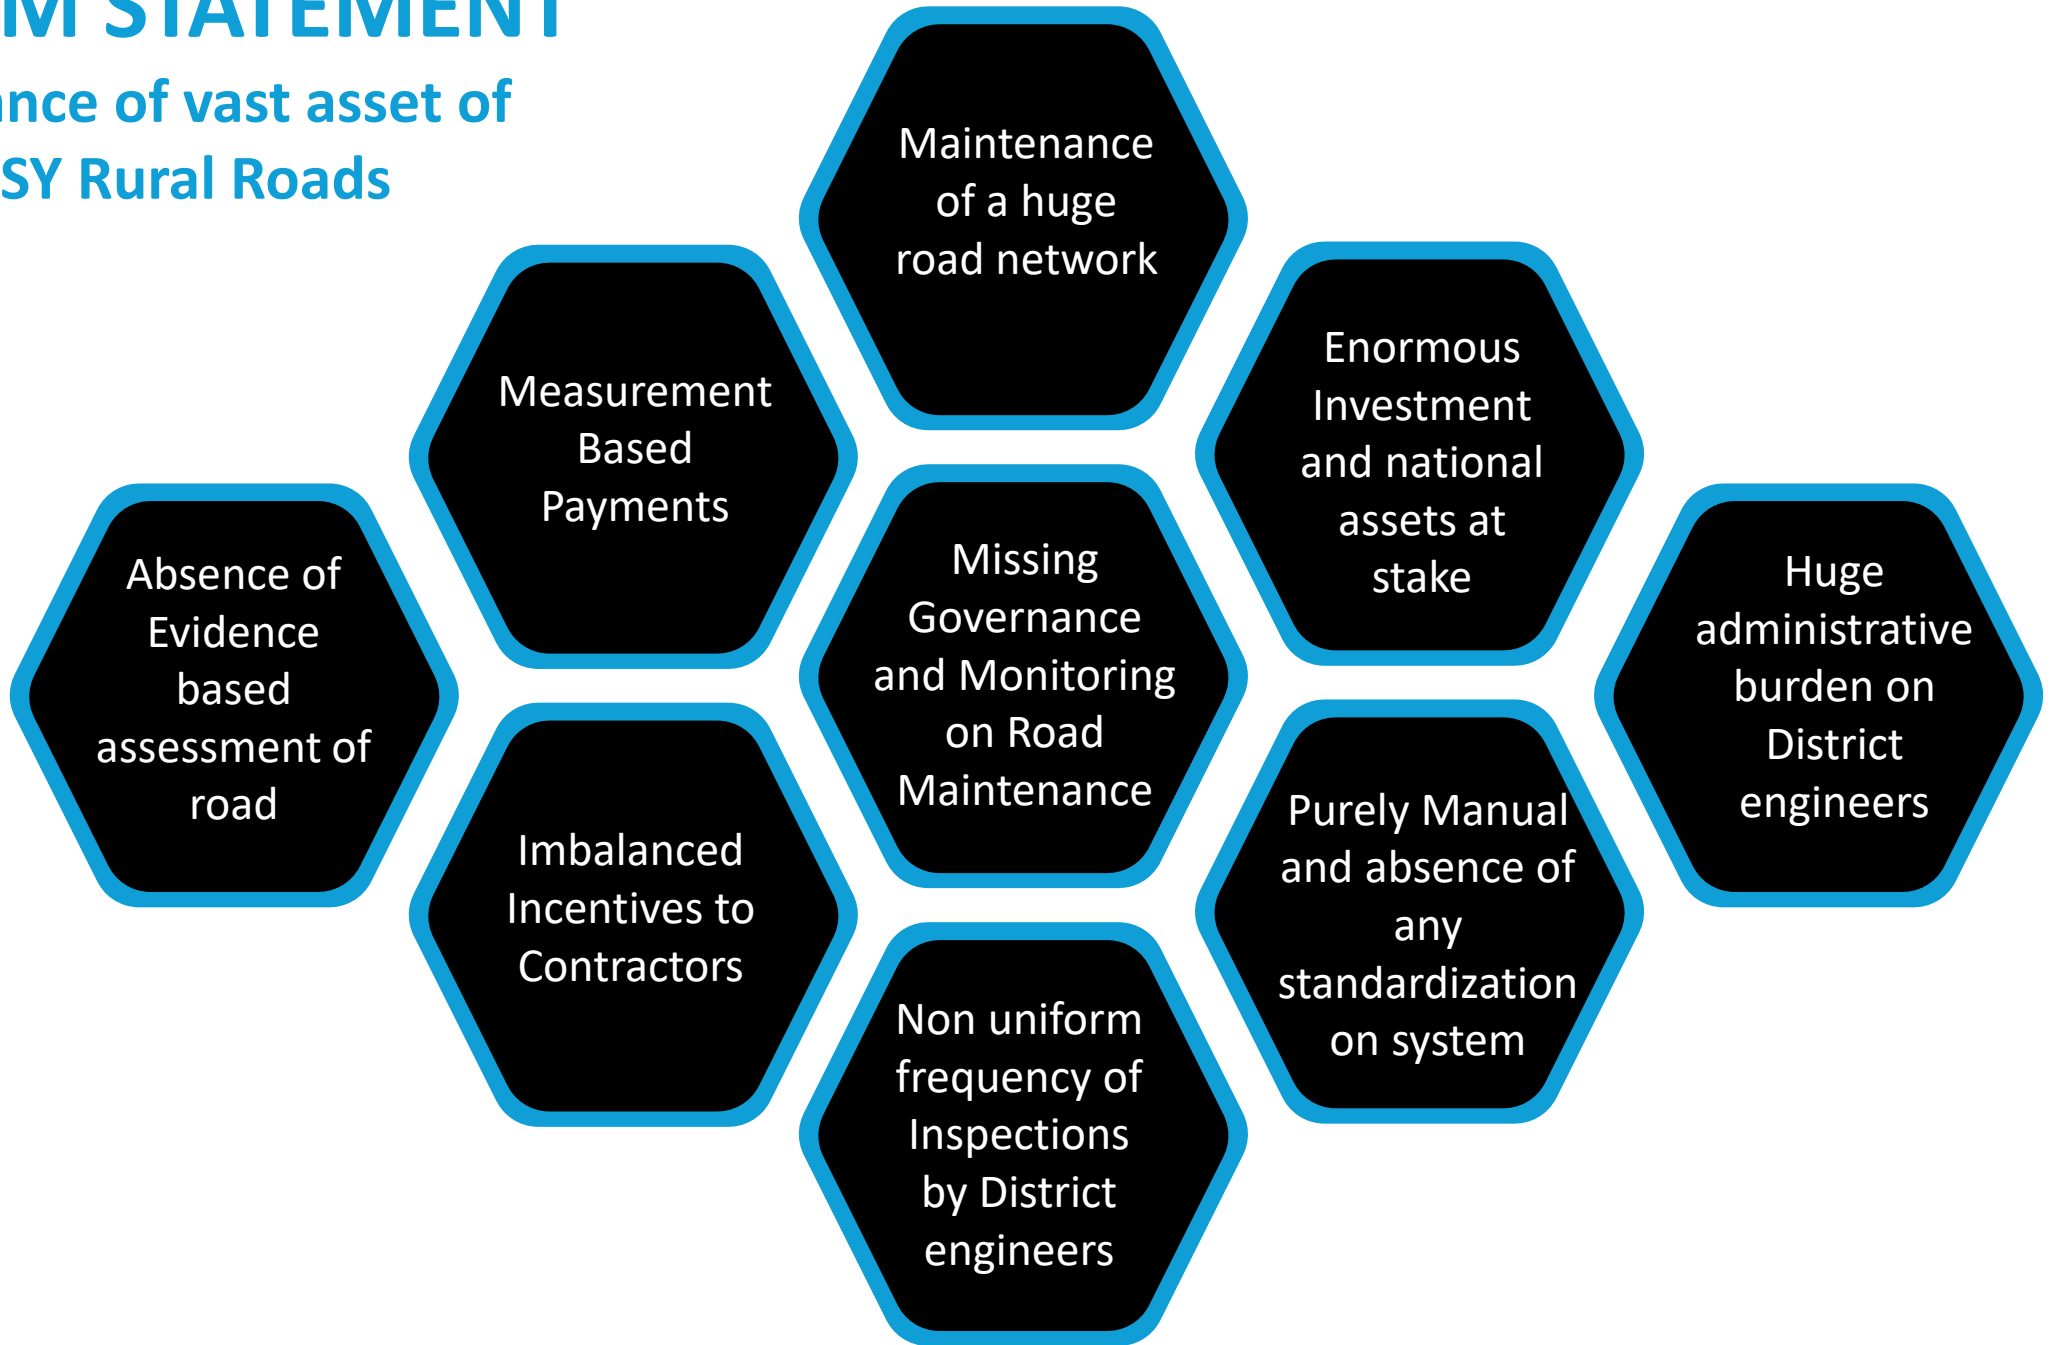 M STATEMENT
ance of vast asset of
SY Rural Roads
Maintenance
of a huge
road network
Measurement
Based
Payments
Enormous
Investment
and national
assets at
stake
Absence of
Evidence
based
assessment of
road
Missing
Governance
and Monitoring
on Road
Maintenance
Huge
administrative
burden on
District
engineers
Imbalanced
Incentives to
Contractors
Purely Manual
and absence of
any
standardization
on system
Non uniform
frequency of
Inspections
by District
engineers